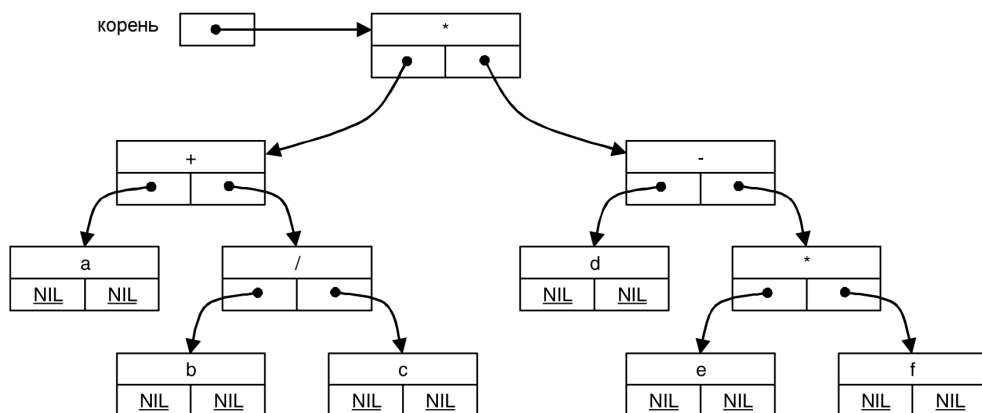 корень *
+ -
a / d *
NIL NIL NIL NIL
b c e f
NIL NIL NIL NIL NIL NIL NIL NIL